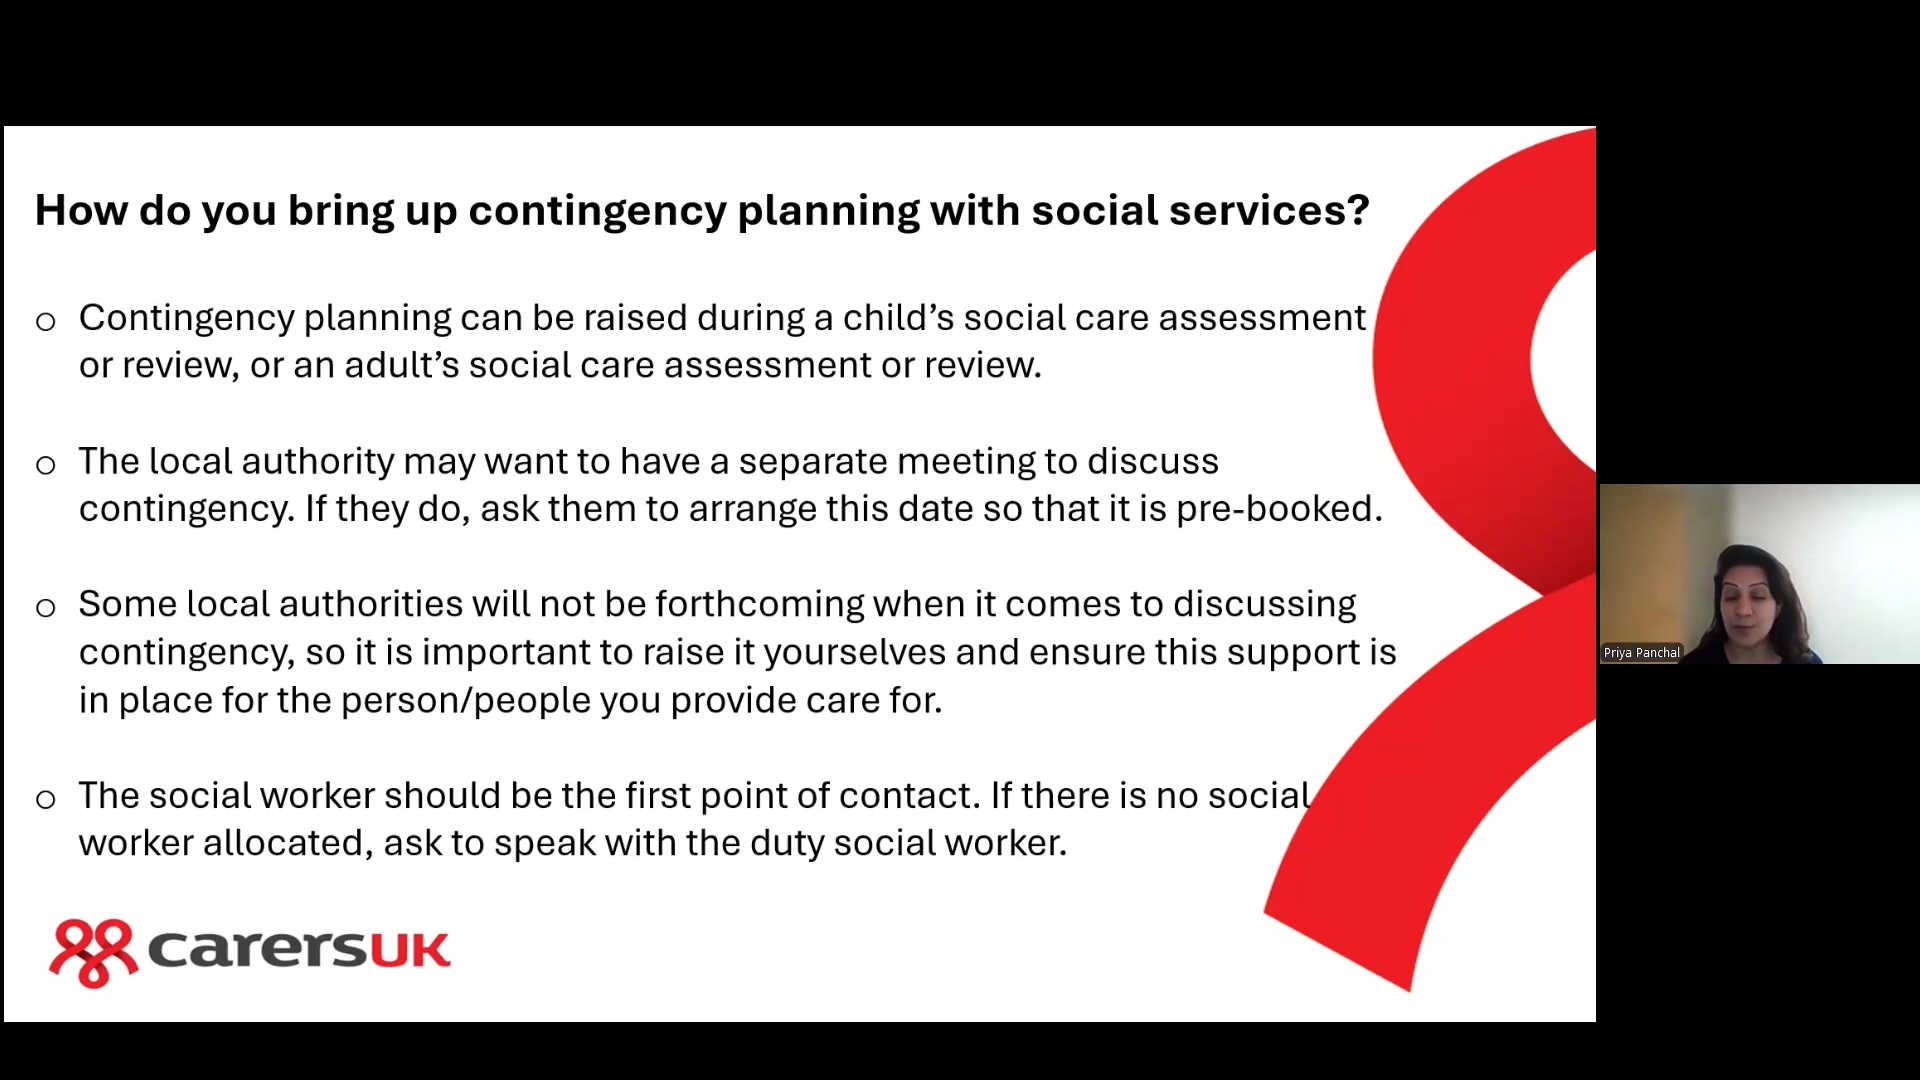 How do you bring up contingency planning with social services?
o Contingency planning can be raised during a child’s social care assessment
or review, or an adult’s social care assessment or review.
o The local authority may want to have a separate meeting to discuss
contingency. If they do, ask them to arrange this date so that it is pre-booked.
o Some local authorities will not be forthcoming when it comes to discussing
contingency, so it is important to raise it yourselves and ensure this support is
in place for the person/people you provide care for.
o The social worker should be the first point of contact. If there is no social
worker allocated, ask to speak with the duty social worker.
carersUK
Priya Panchal